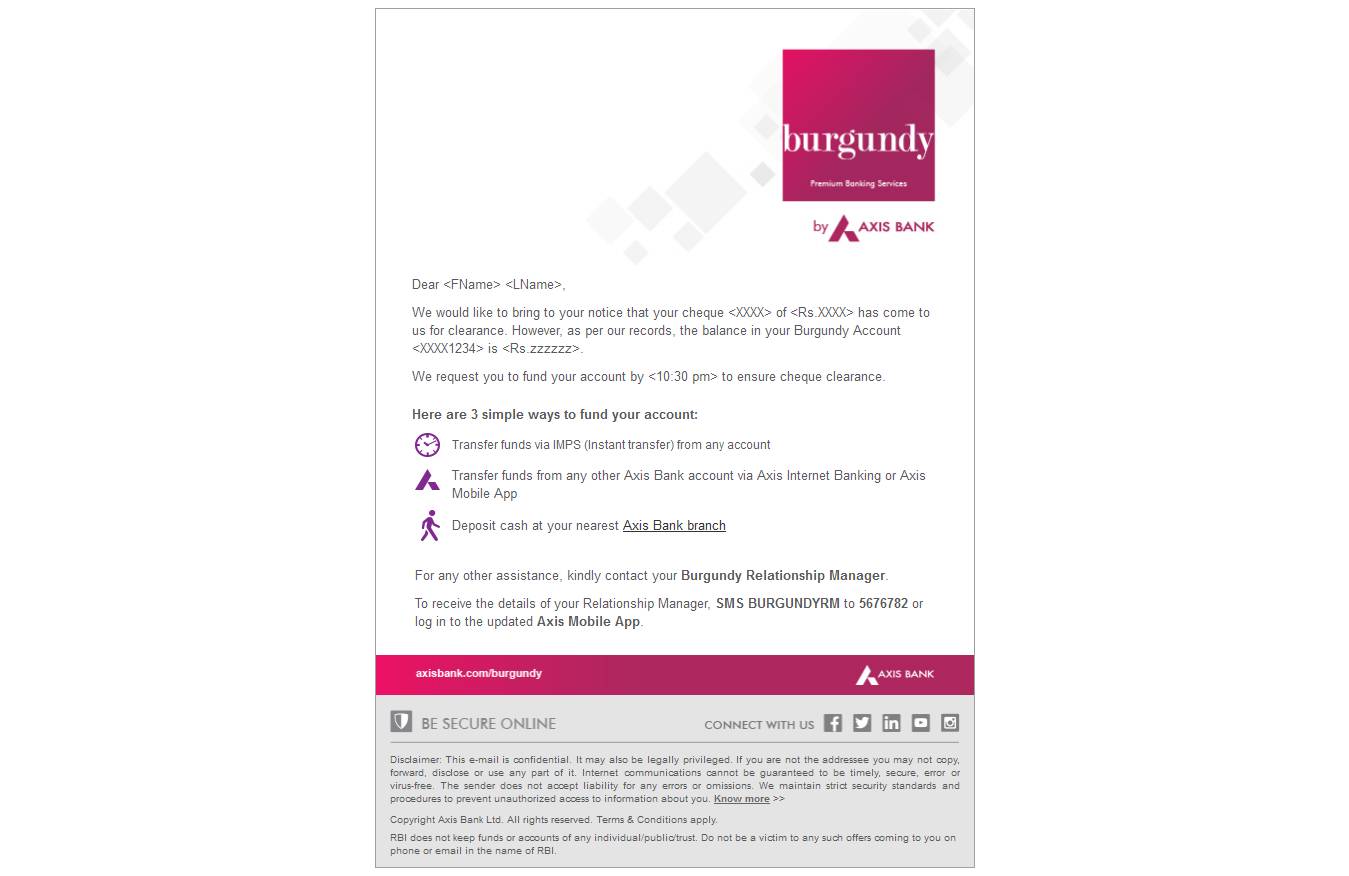 burgundy
Premium Banking Services
by AXIS BANK
Dear <FName> <LName>,
We would like to bring to your notice that your cheque <XXXX> of <Rs.XXXX> has come to
us for clearance. However, as per our records, the balance in your Burgundy Account
<XXXX1234> is <Rs.zzzzzz>.
We request you to fund your account by <10:30 pm> to ensure cheque clearance.
Here are 3 simple ways to fund your account:
Transfer funds via IMPS (Instant transfer) from any account
Transfer funds from any other Axis Bank account via Axis Internet Banking or Axis
Mobile App
Deposit cash at your nearest Axis Bank branch
For any other assistance, kindly contact your Burgundy Relationship Manager.
To receive the details of your Relationship Manager, SMS BURGUNDYRM to 5676782 or
log in to the updated Axis Mobile App.
axisbank.com/burgundy AXIS BANK
BE SECURE ONLINE CONNECT WITH US
Disclaimer: This e-mail is confidential. It may also be legally privileged. If you are not the addressee you may not copy,
forward, disclose or use any part of it. Internet communications cannot be guaranteed to be timely, secure, error or
virus-free. The sender does not accept liability for any errors or omissions. We maintain strict security standards and
procedures to prevent unauthorized access to information about you. Know more >>
Copyright Axis Bank Ltd. All rights reserved. Terms & Conditions apply.
RBI does not keep funds or accounts of any individual/public/trust. Do not be a victim to any such offers coming to you on
phone or email in the name of RBI.